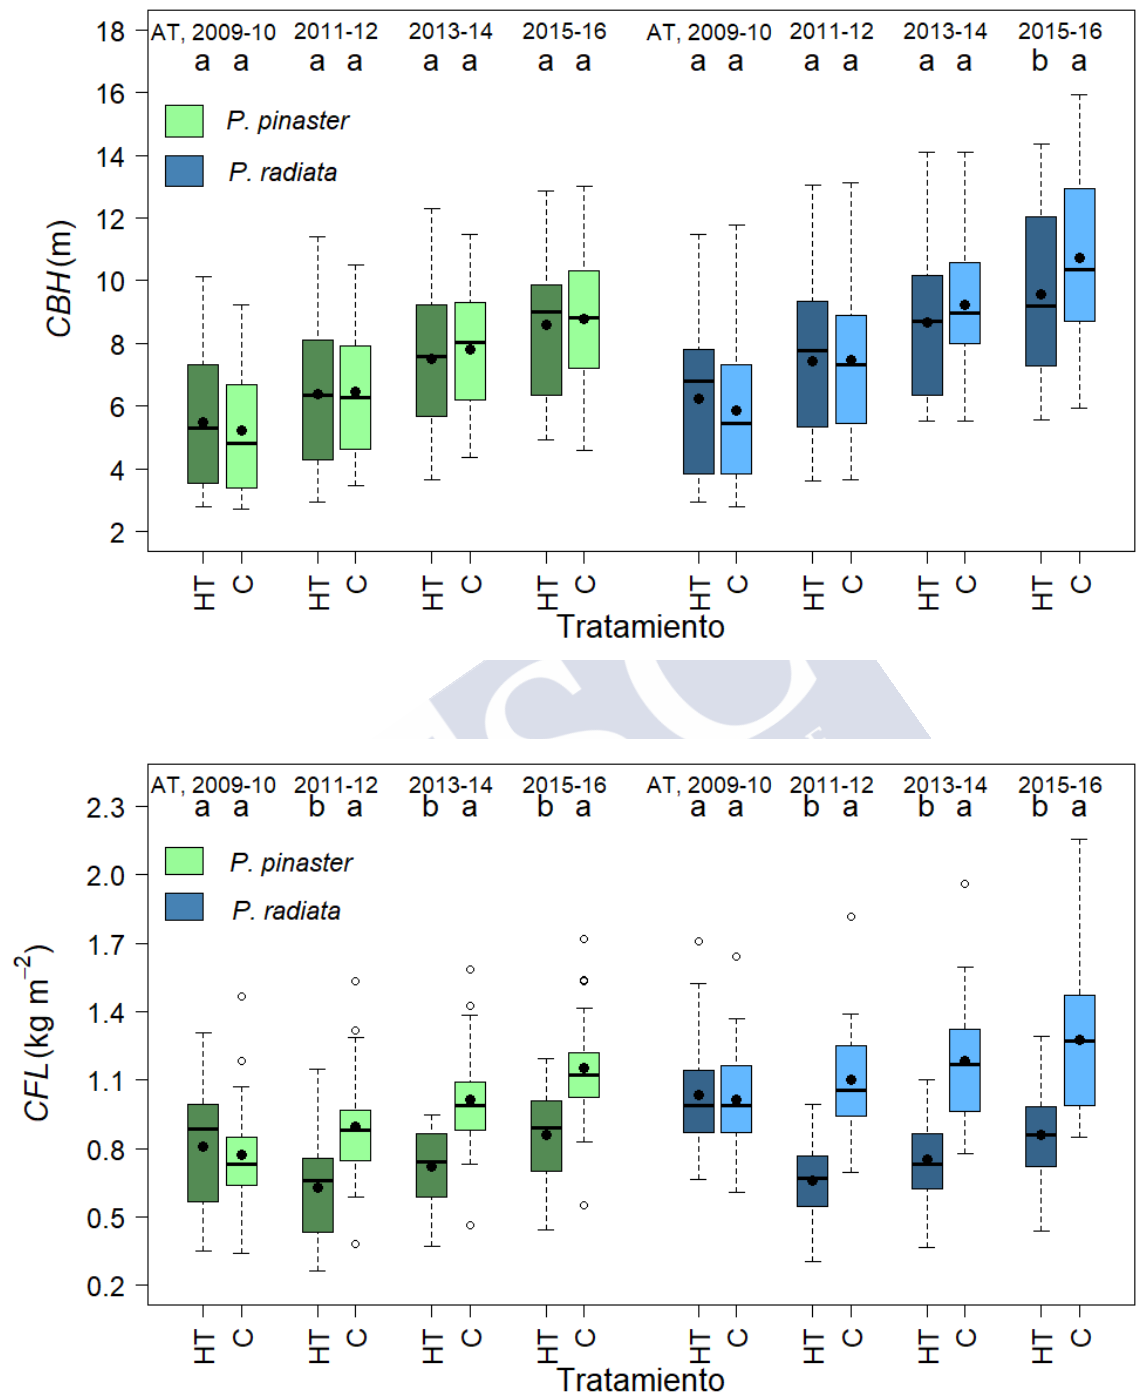 AT, 2009-10 2011-12 2013-14 2015-16 AT, 2009-10 2011-12 2013-14 2015-16
a a a a a a a a a a a a a a b a
P. pinaster
P. radiata
CBH (m)
18
16
14
12
10
8
6
4
2
HT C HT C HT C HT C HT C HT C HT C HT C
Tratamiento
SC
E
AT, 2009-10 2011-12 2013-14 2015-16 AT, 2009-10 2011-12 2013-14 2015-16
a a b a b a b a a a b a b a b a
P. pinaster
P. radiata
CFL (kg m⁻²)
2.3
2.0
1.7
1.4
1.1
0.8
0.5
0.2
HT C HT C HT C HT C HT C HT C HT C HT C
Tratamiento